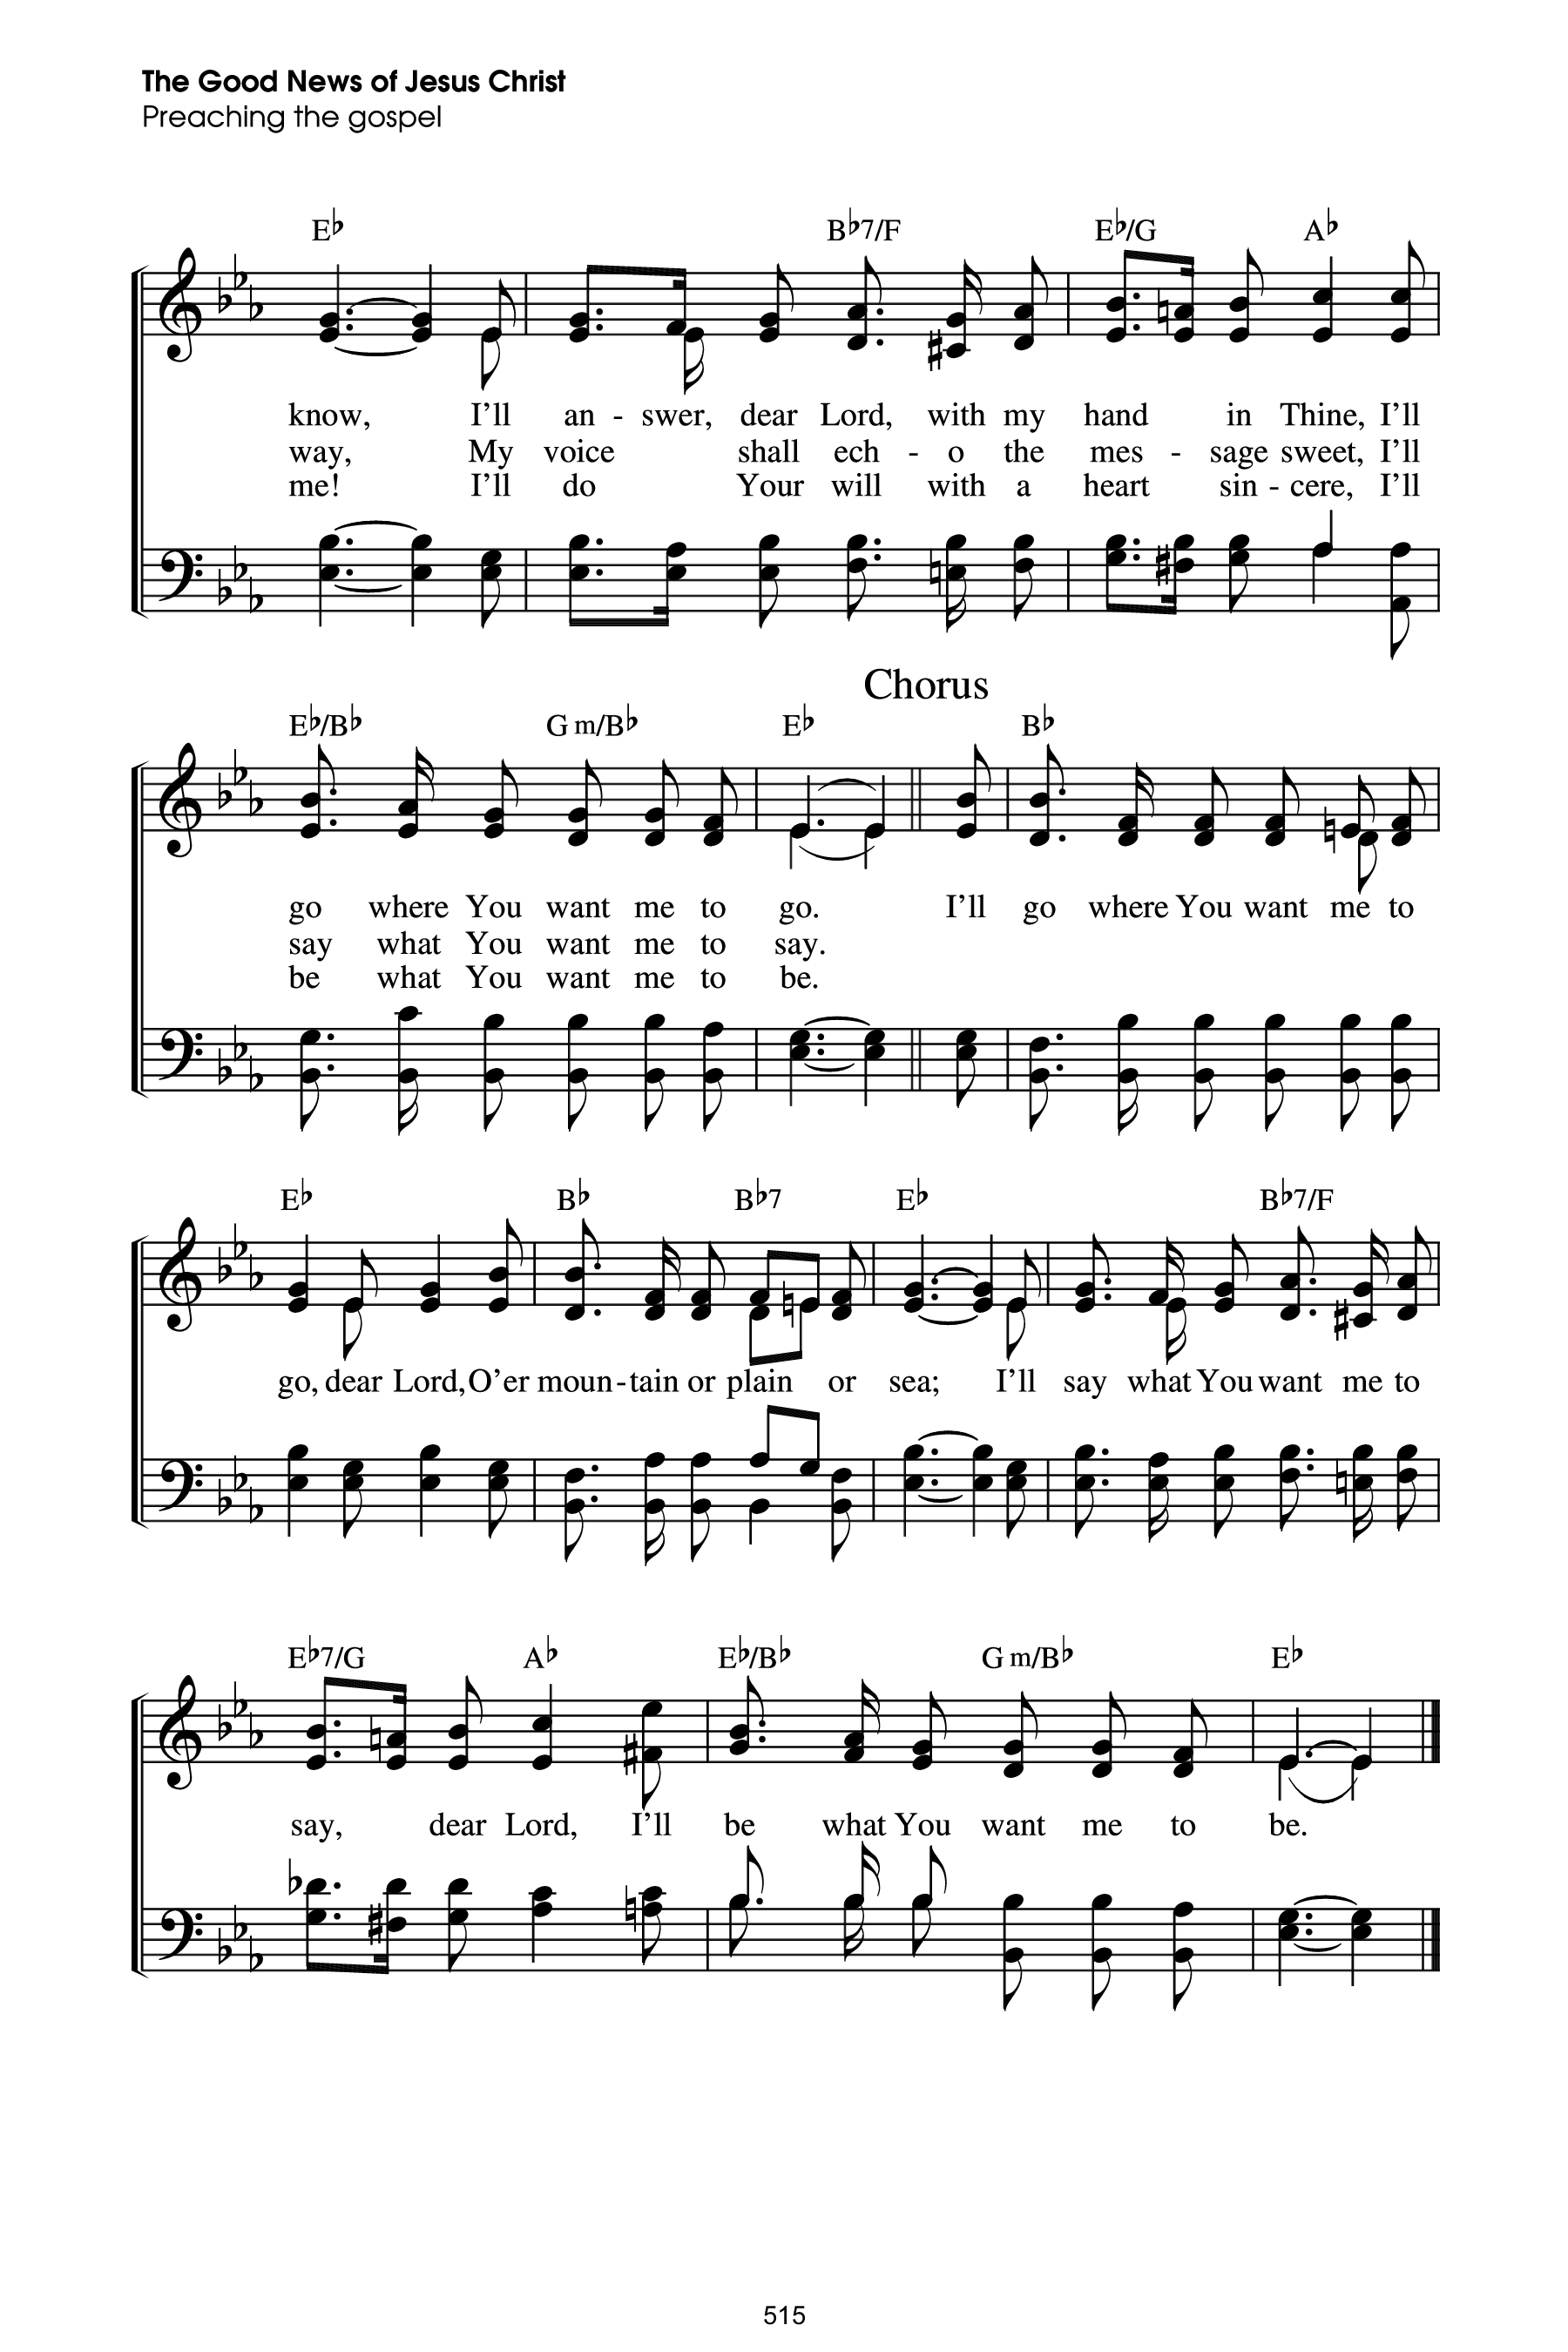 The Good News of Jesus Christ
Preaching the gospel
E♭ B♭7/F E♭/G A♭
know, I'll an - swer, dear Lord, with my hand in Thine, I'll
way, My voice shall ech - o the mes - sage sweet, I'll
me! I'll do Your will with a heart sin - cere, I'll
Chorus
E♭/B♭ G m/B♭ E♭ B♭
go where You want me to go. I'll go where You want me to
say what You want me to say.
be what You want me to be.
E♭ B♭ B♭7 E♭ B♭7/F
go, dear Lord, O'er moun - tain or plain or sea; I'll say what You want me to
E♭7/G A♭ E♭/B♭ G m/B♭ E♭
say, dear Lord, I'll be what You want me to be.
515